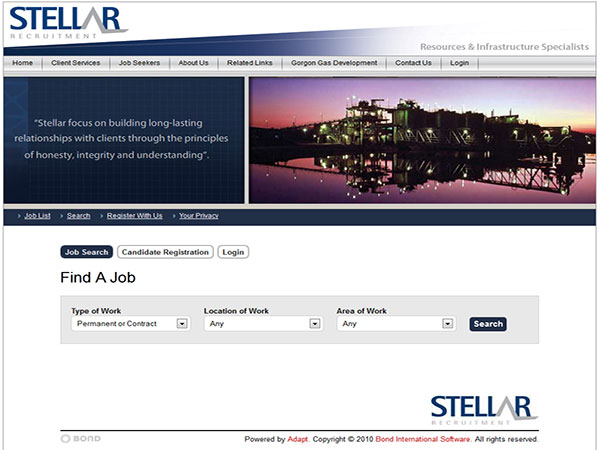 STELLAR
RECRUITMENT
Resources & Infrastructure Specialists
Home Client Services Job Seekers About Us Related Links Gorgon Gas Development Contact Us Login
"Stellar focus on building long-lasting
relationships with clients through the principles
of honesty, integrity and understanding".
Job List Search Register With Us Your Privacy
Job Search Candidate Registration Login
Find A Job
Type of Work Location of Work Area of Work
Permanent or Contract Any Any Search
STELLAR
RECRUITMENT
BOND Powered by Adapt. Copyright © 2010 Bond International Software. All rights reserved.